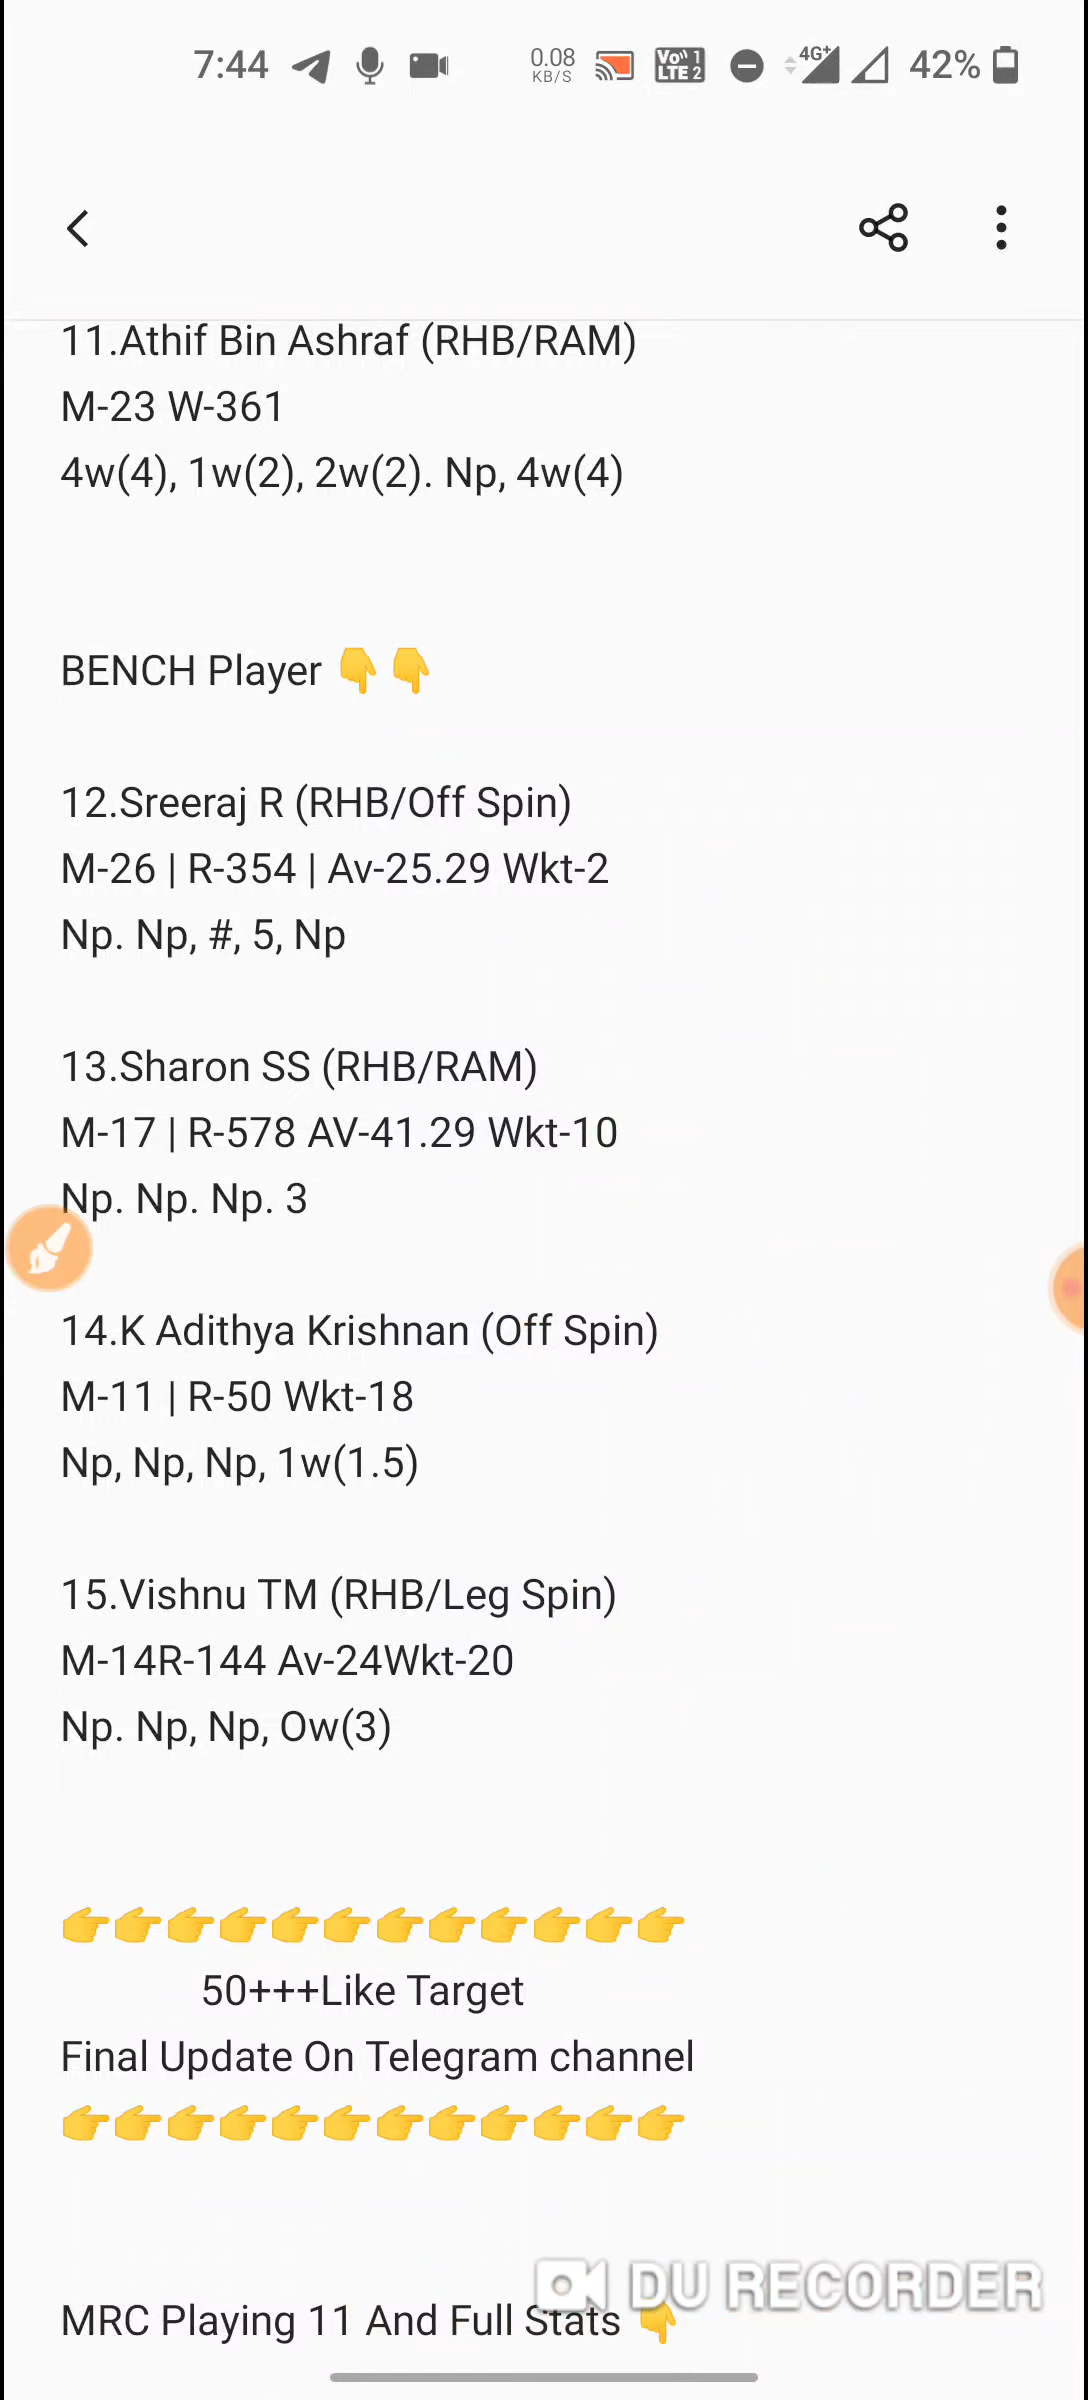 7:44 0.08 KB/S Vo)) 1 LTE 2 4G+ 42%
11.Athif Bin Ashraf (RHB/RAM)
M-23 W-361
4w(4), 1w(2), 2w(2). Np, 4w(4)
BENCH Player 👇👇
12.Sreeraj R (RHB/Off Spin)
M-26 | R-354 | Av-25.29 Wkt-2
Np. Np, #, 5, Np
13.Sharon SS (RHB/RAM)
M-17 | R-578 AV-41.29 Wkt-10
Np. Np. Np. 3
14.K Adithya Krishnan (Off Spin)
M-11 | R-50 Wkt-18
Np, Np, Np, 1w(1.5)
15.Vishnu TM (RHB/Leg Spin)
M-14R-144 Av-24Wkt-20
Np. Np, Np, Ow(3)
👉👉👉👉👉👉👉👉👉👉👉👉
50+++Like Target
Final Update On Telegram channel
👉👉👉👉👉👉👉👉👉👉👉👉
DU RECORDER
MRC Playing 11 And Full Stats 👇